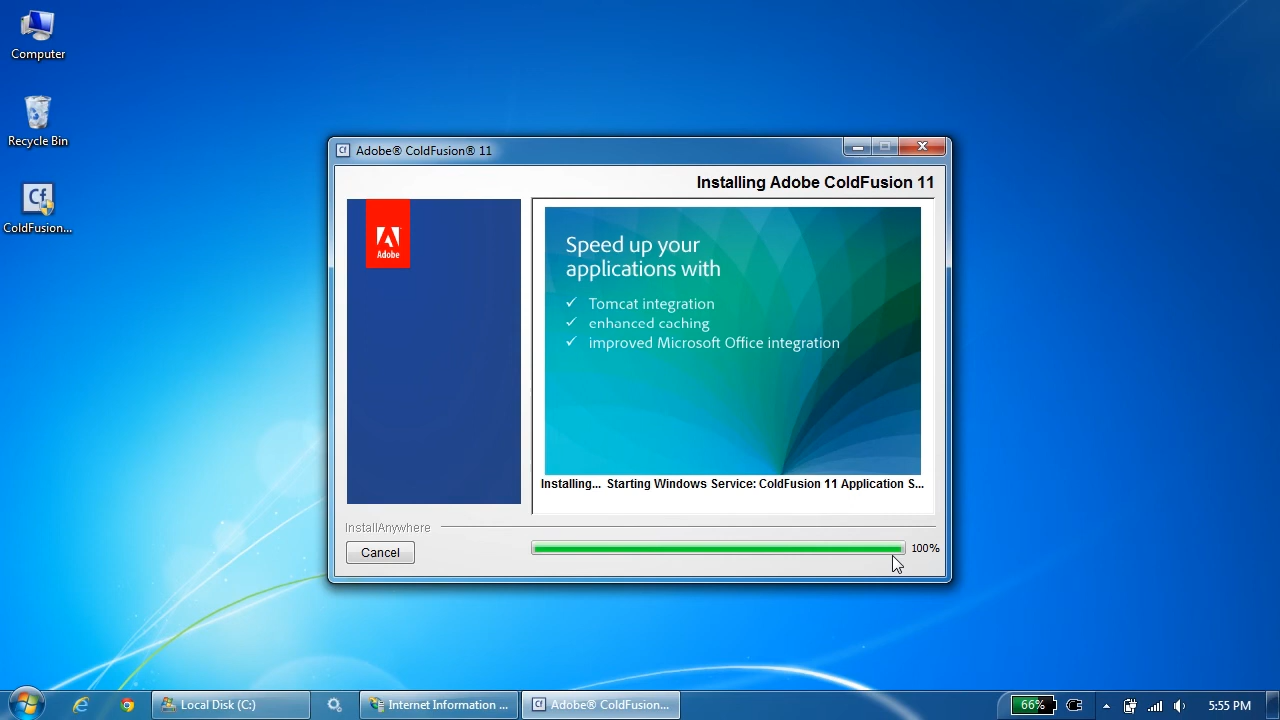 Computer
Recycle Bin
ColdFusion...
Adobe® ColdFusion® 11
Installing Adobe ColdFusion 11
Adobe
Speed up your
applications with
✓ Tomcat integration
✓ enhanced caching
✓ improved Microsoft Office integration
Installing... Starting Windows Service: ColdFusion 11 Application S...
InstallAnywhere
Cancel
100%
Local Disk (C:)
Internet Information ...
Adobe® ColdFusion...
66%
5:55 PM